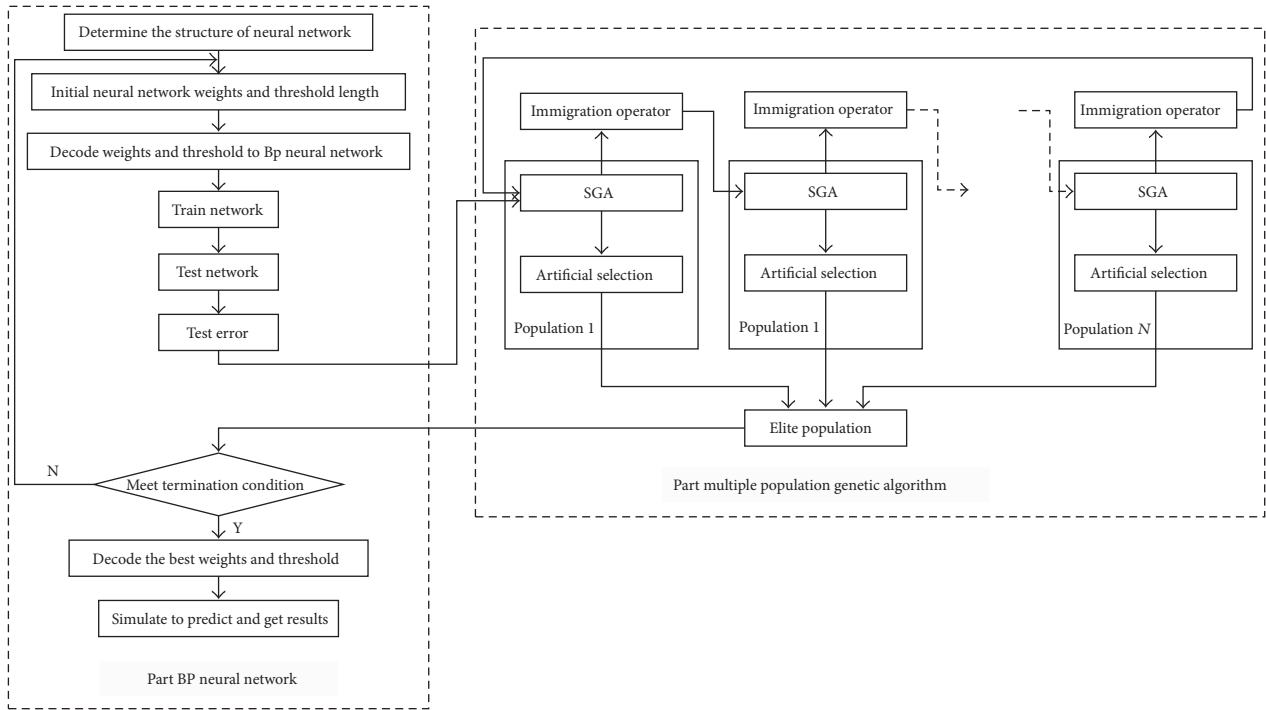 Determine the structure of neural network
Initial neural network weights and threshold length
Decode weights and threshold to Bp neural network
Train network
Test network
Test error
N
Meet termination condition
Y
Decode the best weights and threshold
Simulate to predict and get results
Part BP neural network
Immigration operator
SGA
Artificial selection
Population 1
Immigration operator
SGA
Artificial selection
Population 1
Immigration operator
SGA
Artificial selection
Population N
Elite population
Part multiple population genetic algorithm